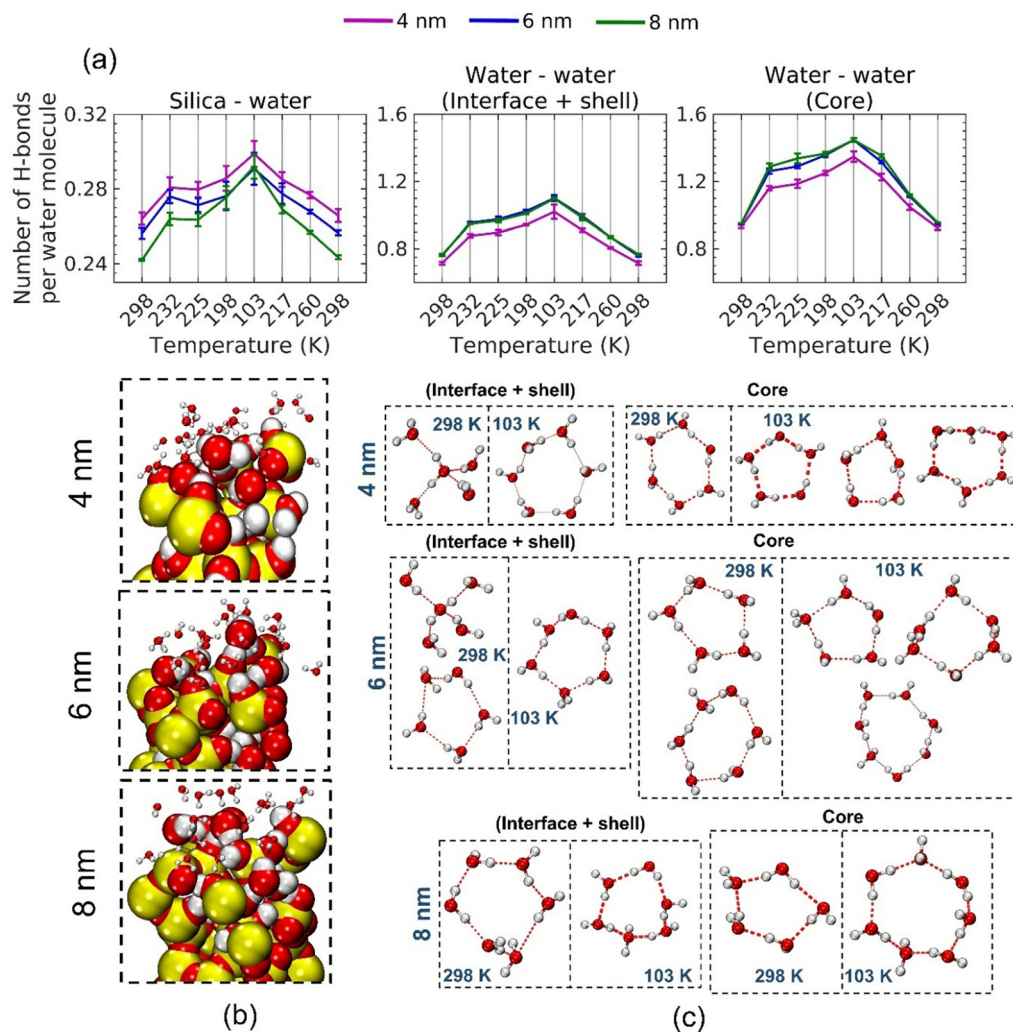 4 nm 6 nm 8 nm
(a)
Number of H-bonds
per water molecule
Silica - water
0.32
0.28
0.24
298 232 225 198 103 217 260 298
Temperature (K)
Water - water
(Interface + shell)
1.6
1.2
0.8
298 232 225 198 103 217 260 298
Temperature (K)
Water - water
(Core)
1.6
1.2
0.8
298 232 225 198 103 217 260 298
Temperature (K)
4 nm
6 nm
8 nm
(b)
(Interface + shell) Core
4 nm
298 K 103 K 298 K 103 K
(Interface + shell) Core
6 nm
298 K 103 K 298 K 103 K
(Interface + shell) Core
8 nm
298 K 103 K 298 K 103 K
(c)